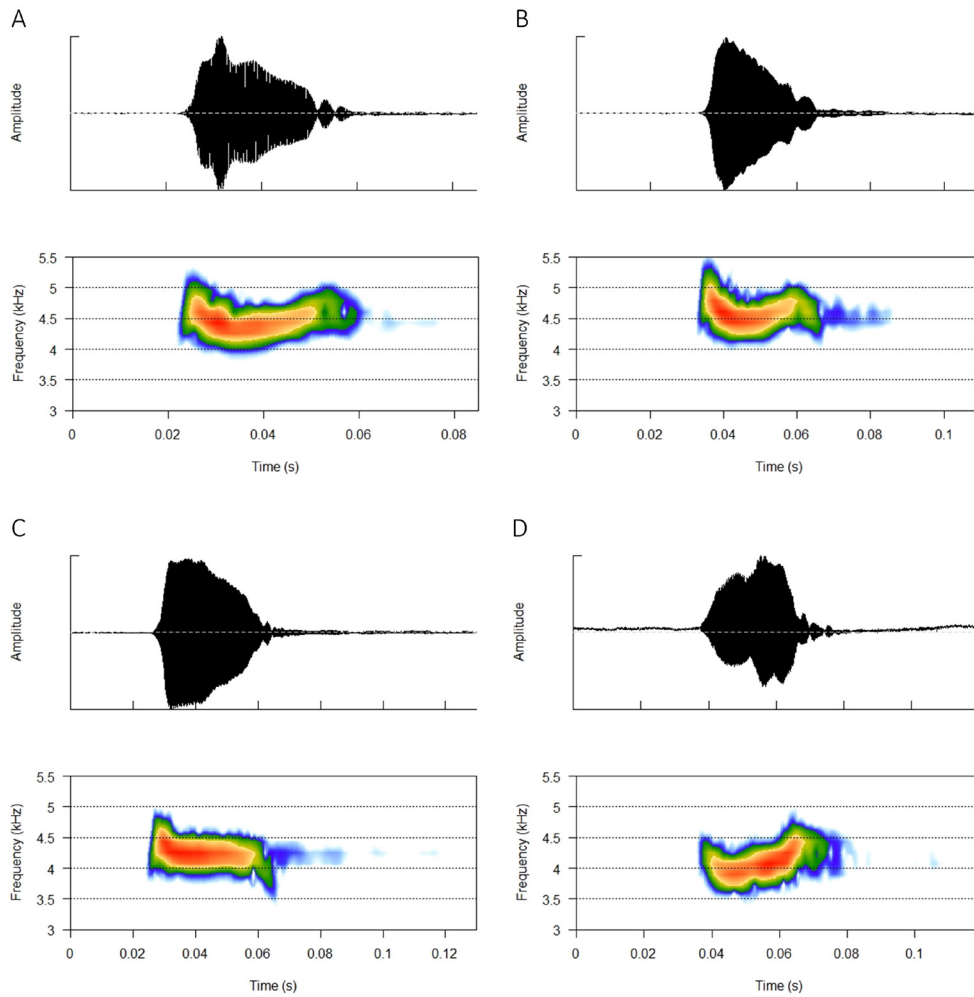 A
B
Amplitude
Amplitude
5.5
5
4.5
4
3.5
3
Frequency (kHz)
0 0.02 0.04 0.06 0.08
Time (s)
5.5
5
4.5
4
3.5
3
Frequency (kHz)
0 0.02 0.04 0.06 0.08 0.1
Time (s)
C
D
Amplitude
Amplitude
5.5
5
4.5
4
3.5
3
Frequency (kHz)
0 0.02 0.04 0.06 0.08 0.10 0.12
Time (s)
5.5
5
4.5
4
3.5
3
Frequency (kHz)
0 0.02 0.04 0.06 0.08 0.1
Time (s)